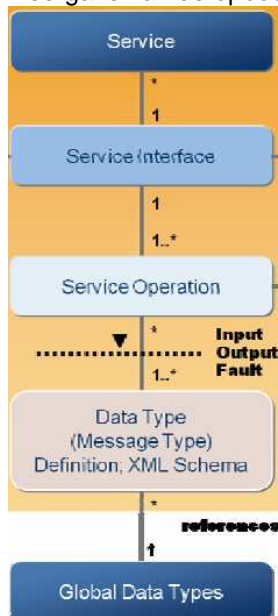 Service
*
1
Service Interface
1
1..*
Service Operation
*
Input
Output
1..*
Fault
Data Type
(Message Type)
Definition; XML Schema
*
references
1
Global Data Types